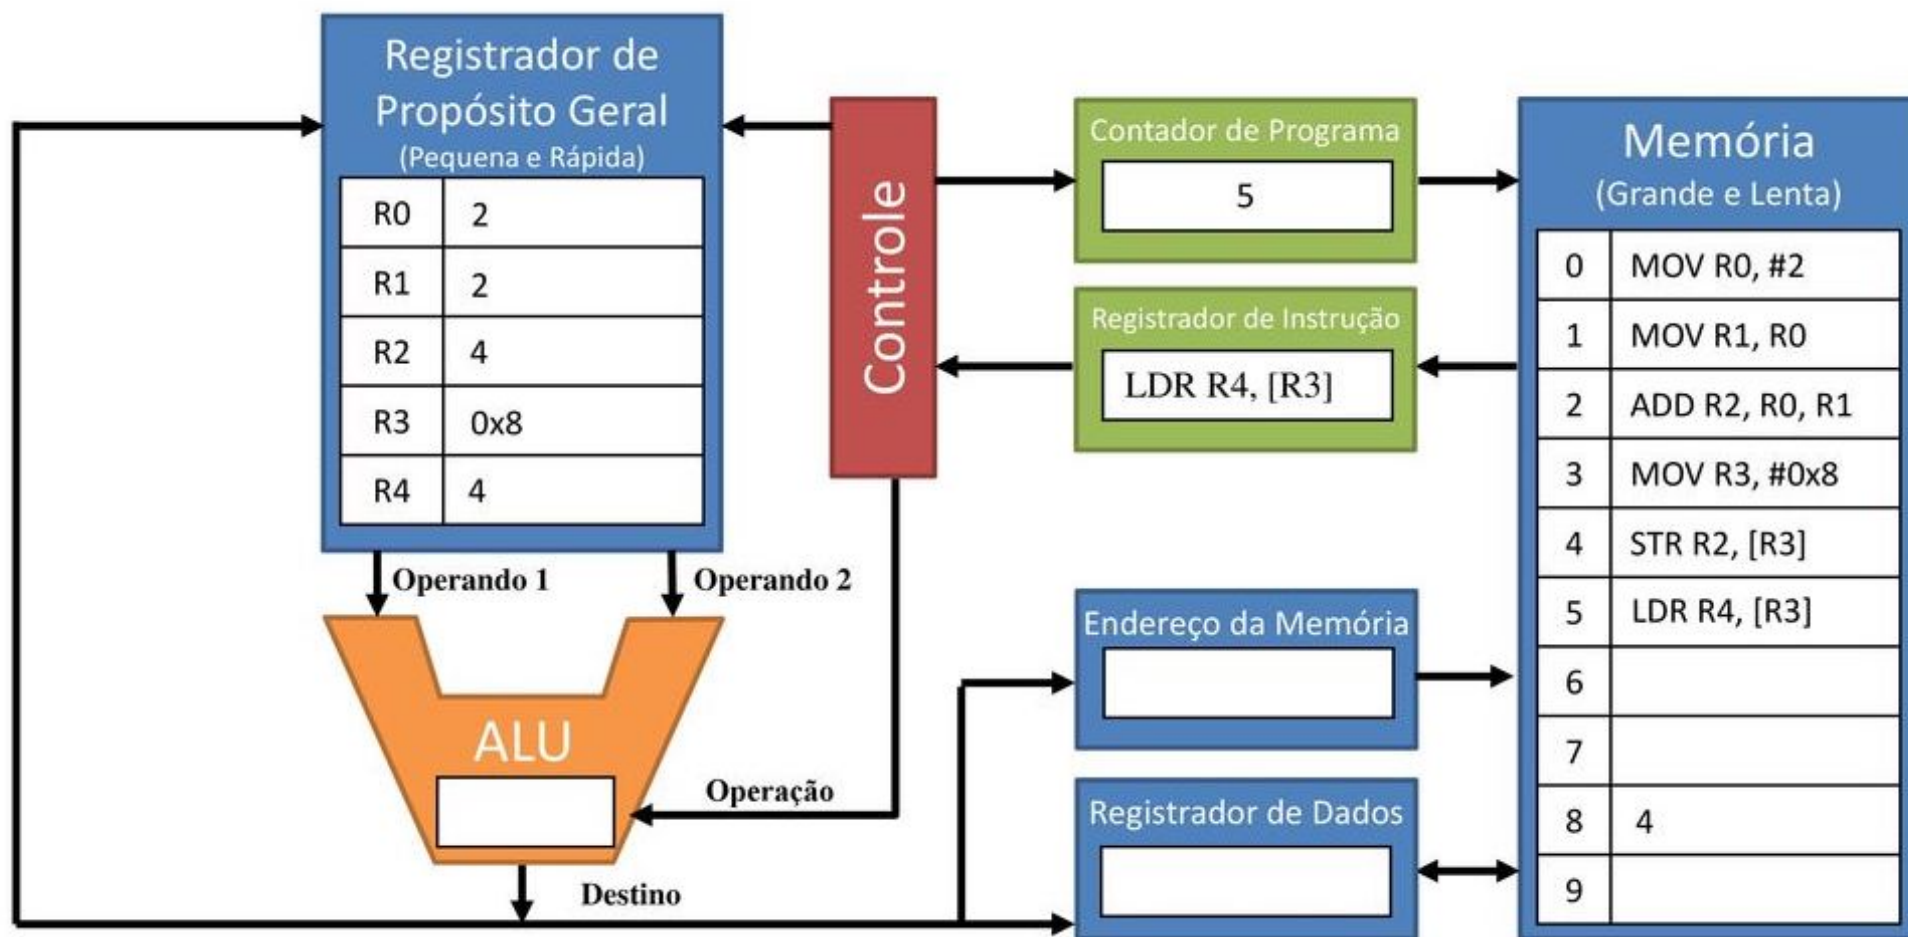 Registrador de
Propósito Geral
(Pequena e Rápida)
R0 2
R1 2
R2 4
R3 0x8
R4 4
Operando 1
Operando 2
ALU
Operação
Destino
Controle
Contador de Programa
5
Registrador de Instrução
LDR R4, [R3]
Endereço da Memória
Registrador de Dados
Memória
(Grande e Lenta)
0 MOV R0, #2
1 MOV R1, R0
2 ADD R2, R0, R1
3 MOV R3, #0x8
4 STR R2, [R3]
5 LDR R4, [R3]
6
7
8 4
9